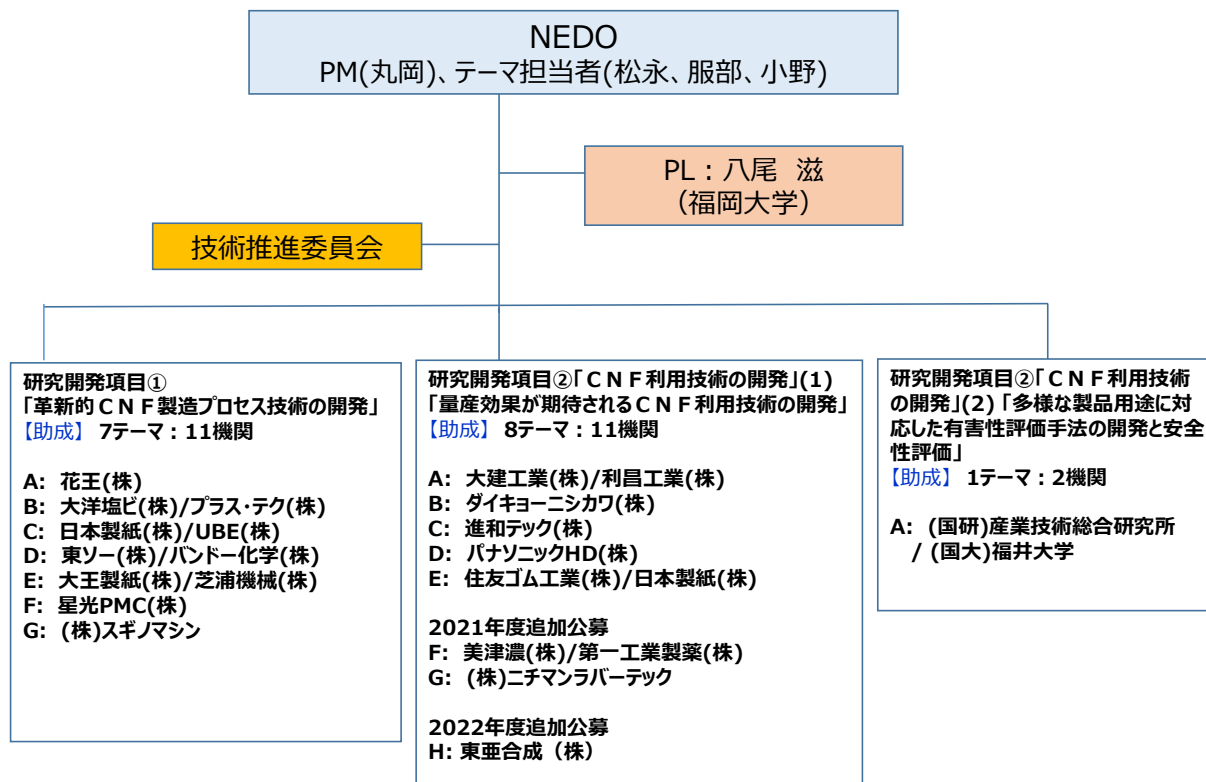 NEDO
PM(丸岡)、テーマ担当者(松永、服部、小野)
PL：八尾 滋
（福岡大学）
技術推進委員会
研究開発項目①
「革新的ＣＮＦ製造プロセス技術の開発」
【助成】 7テーマ：11機関
A: 花王(株)
B: 大洋塩ビ(株)/プラス・テク(株)
C: 日本製紙(株)/UBE(株)
D: 東ソー(株)/バンドー化学(株)
E: 大王製紙(株)/芝浦機械(株)
F: 星光PMC(株)
G: (株)スギノマシン
研究開発項目②「ＣＮＦ利用技術の開発」(1)
「量産効果が期待されるＣＮＦ利用技術の開発」
【助成】 8テーマ：11機関
A: 大建工業(株)/利昌工業(株)
B: ダイキョーニシカワ(株)
C: 進和テック(株)
D: パナソニックHD(株)
E: 住友ゴム工業(株)/日本製紙(株)
2021年度追加公募
F: 美津濃(株)/第一工業製薬(株)
G: (株)ニチマンラバーテック
2022年度追加公募
H: 東亜合成（株）
研究開発項目②「ＣＮＦ利用技術
の開発」(2)「多様な製品用途に対
応した有害性評価手法の開発と安全
性評価」
【助成】 1テーマ：2機関
A: (国研)産業技術総合研究所
/ (国大)福井大学